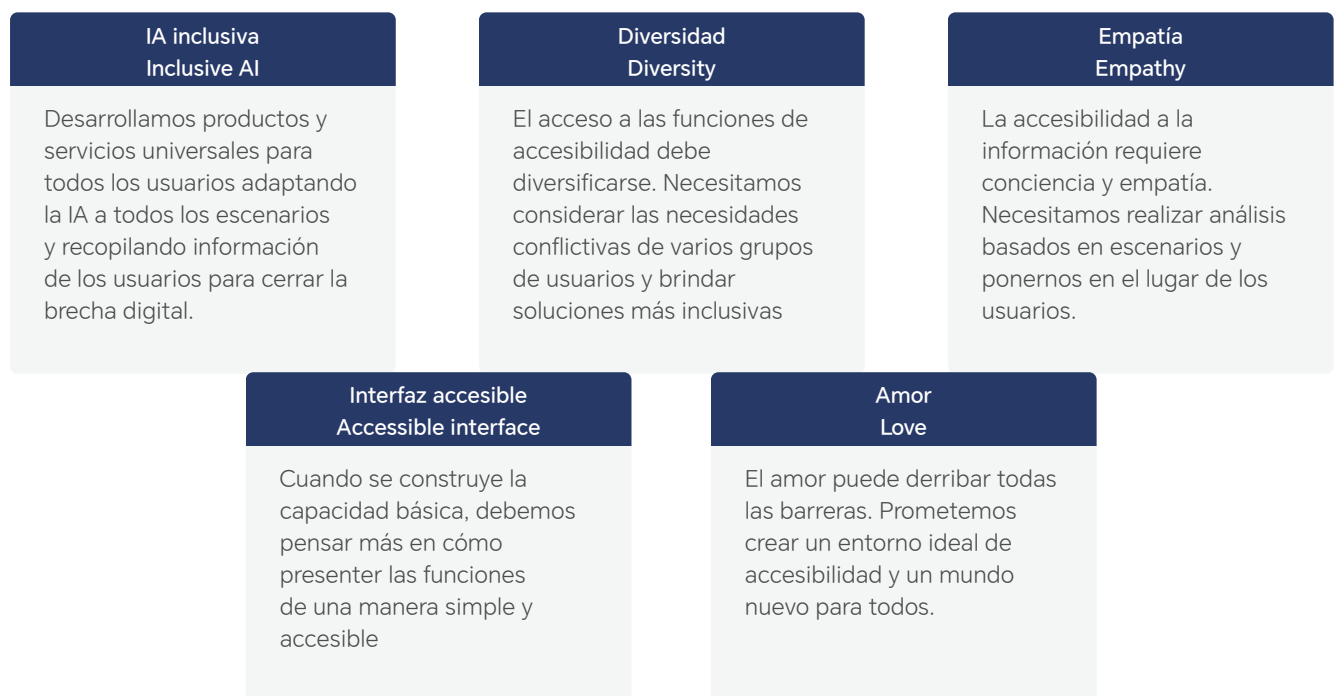 IA inclusiva
Inclusive AI
Desarrollamos productos y
servicios universales para
todos los usuarios adaptando
la IA a todos los escenarios
y recopilando información
de los usuarios para cerrar la
brecha digital.
Diversidad
Diversity
El acceso a las funciones de
accesibilidad debe
diversificarse. Necesitamos
considerar las necesidades
conflictivas de varios grupos
de usuarios y brindar
soluciones más inclusivas
Empatía
Empathy
La accesibilidad a la
información requiere
conciencia y empatía.
Necesitamos realizar análisis
basados en escenarios y
ponernos en el lugar de los
usuarios.
Interfaz accesible
Accessible interface
Cuando se construye la
capacidad básica, debemos
pensar más en cómo
presenter las funciones
de una manera simple y
accesible
Amor
Love
El amor puede derribar todas
las barreras. Prometemos
crear un entorno ideal de
accesibilidad y un mundo
nuevo para todos.